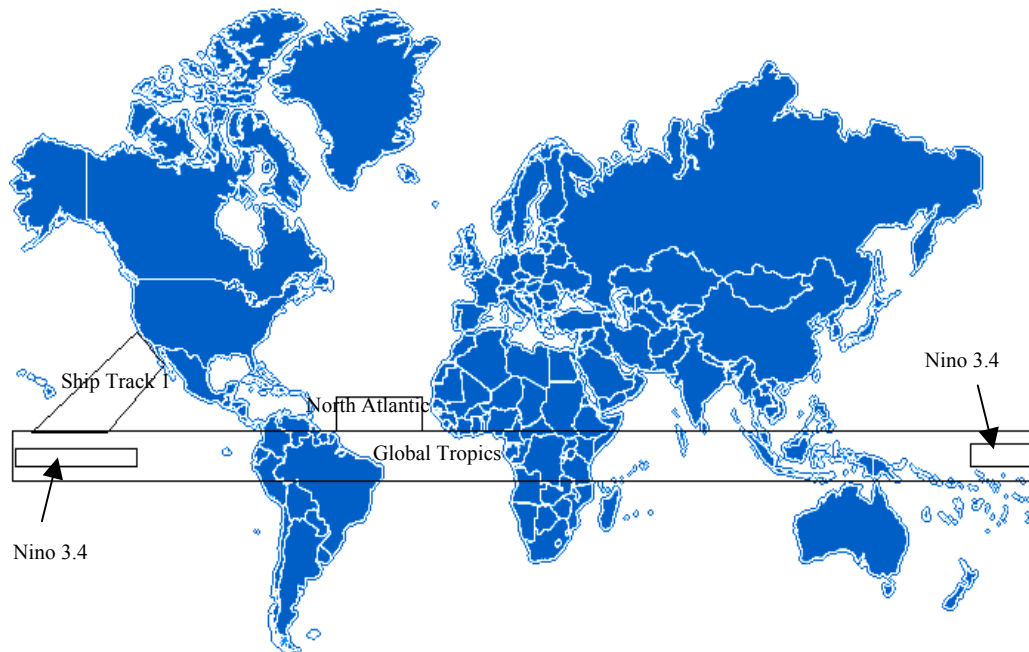 Nino 3.4
Ship Track 1
North Atlantic
Global Tropics
Nino 3.4